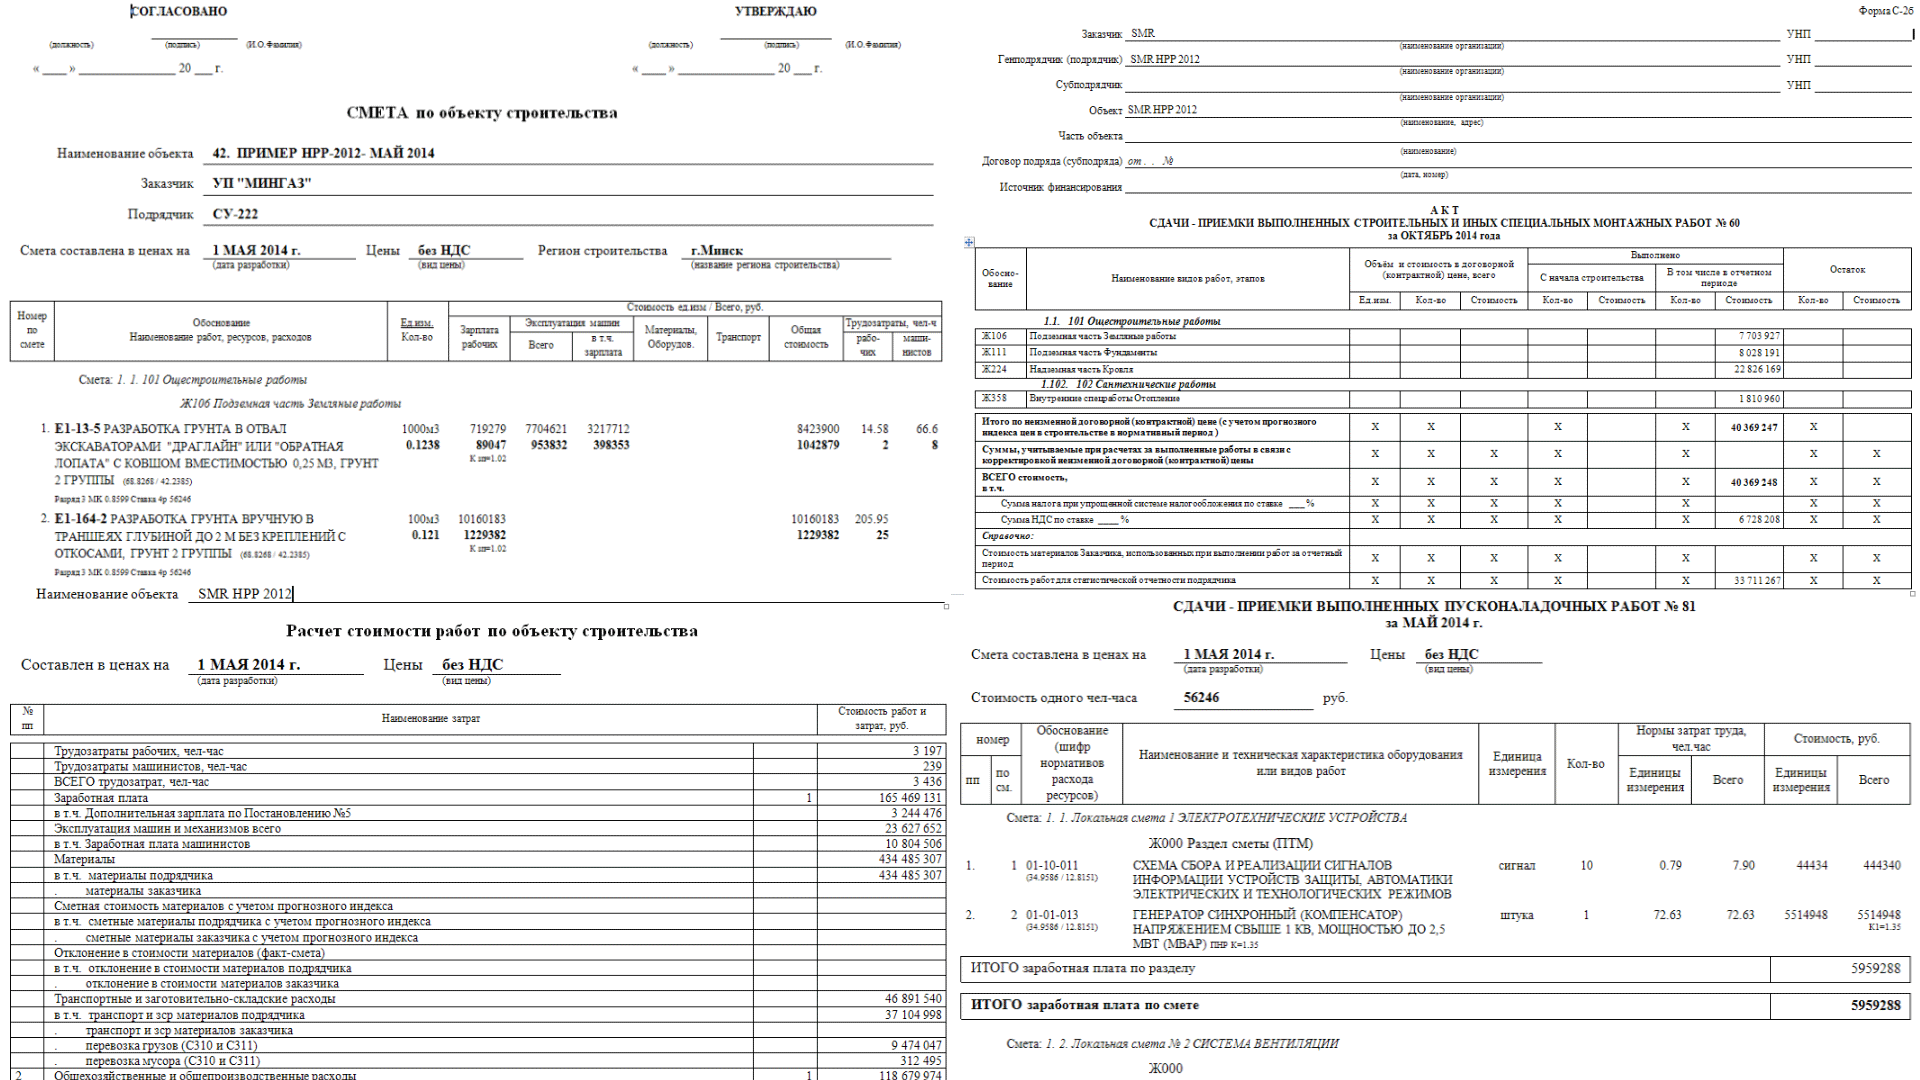 СОГЛАСОВАНО
(должность) (подпись) (И.О.Фамилия)
« ___ » ______________ 20 ___ г.
УТВЕРЖДАЮ
(должность) (подпись) (И.О.Фамилия)
« ___ » ______________ 20 ___ г.
СМЕТА по объекту строительства
Наименование объекта 42. ПРИМЕР НРР-2012- МАЙ 2014
Заказчик УП "МИНГАЗ"
Подрядчик СУ-222
Смета составлена в ценах на 1 МАЯ 2014 г. Цены без НДС Регион строительства г.Минск
(дата разработки) (вид цены) (название региона строительства)
Номер по смете
Обоснование
Наименование работ, ресурсов, расходов
Ед.изм.
Кол-во
Стоимость ед.изм / Всего, руб.
Зарплата рабочих
Эксплуатация машин
Всего
в т.ч. зарплата
Материалы, Оборудов.
Транспорт
Общая стоимость
Трудозатраты, чел-ч
рабо-чих
маши-нистов
Смета: 1. 1. 101 Ощестроительные работы
Ж106 Подземная часть Земляные работы
1. Е1-13-5 РАЗРАБОТКА ГРУНТА В ОТВАЛ 1000м3 719279 7704621 3217712 8423900 14.58 66.6
ЭКСКАВАТОРАМИ "ДРАГЛАЙН" ИЛИ "ОБРАТНАЯ 0.1238 89047 953832 398353 1042879 2 8
ЛОПАТА" С КОВШОМ ВМЕСТИМОСТЬЮ 0,25 М3, ГРУНТ К зп=1.02
2 ГРУППЫ (68.8268 / 42.2385)
Разряд 3 МК 0.8599 Ставка 4р 56246
2. Е1-164-2 РАЗРАБОТКА ГРУНТА ВРУЧНУЮ В 100м3 10160183 10160183 205.95
ТРАНШЕЯХ ГЛУБИНОЙ ДО 2 М БЕЗ КРЕПЛЕНИЙ С 0.121 1229382 1229382 25
ОТКОСАМИ, ГРУНТ 2 ГРУППЫ (68.8268 / 42.2385) К зп=1.02
Разряд 3 МК 0.8599 Ставка 4р 56246
Наименование объекта SMR НРР 2012
Расчет стоимости работ по объекту строительства
Составлен в ценах на 1 МАЯ 2014 г. Цены без НДС
(дата разработки) (вид цены)
№ пп Наименование затрат Стоимость работ и затрат, руб.
Трудозатраты рабочих, чел-час 3 197
Трудозатраты машинистов, чел-час 239
ВСЕГО трудозатрат, чел-час 3 436
Заработная плата 1 165 469 131
в т.ч. Дополнительная зарплата по Постановлению №5 3 244 476
Эксплуатация машин и механизмов всего 23 627 652
в т.ч. Заработная плата машинистов 10 804 506
Материалы 434 485 307
в т.ч. материалы подрядчика 434 485 307
. материалы заказчика
Сметная стоимость материалов с учетом прогнозного индекса
в т.ч. сметные материалы подрядчика с учетом прогнозного индекса
. сметные материалы заказчика с учетом прогнозного индекса
Отклонение в стоимости материалов (факт-смета)
в т.ч. отклонение в стоимости материалов подрядчика
. отклонение в стоимости материалов заказчика
Транспортные и заготовительно-складские расходы 46 891 540
в т.ч. транспорт и зср материалов подрядчика 37 104 998
. транспорт и зср материалов заказчика
. перевозка грузов (С310 и С311) 9 474 047
. перевозка мусора (С310 и С311) 312 495
2 Общехозяйственные и общепроизводственные расходы 1 118 679 974
Форма С-2б
Заказчик SMR УНП
(наименование организации)
Генподрядчик (подрядчик) SMR НРР 2012 УНП
(наименование организации)
Субподрядчик УНП
(наименование организации)
Объект SMR НРР 2012
(наименование, адрес)
Часть объекта
(наименование)
Договор подряда (субподряда) от . . №
(дата, номер)
Источник финансирования
А К Т
СДАЧИ - ПРИЕМКИ ВЫПОЛНЕННЫХ СТРОИТЕЛЬНЫХ И ИНЫХ СПЕЦИАЛЬНЫХ МОНТАЖНЫХ РАБОТ № 60
за ОКТЯБРЬ 2014 года
Обосно-вание
Наименование видов работ, этапов
Объём и стоимость в договорной (контрактной) цене, всего
Выполнено
С начала строительства
В том числе в отчетном периоде
Остаток
Ед.изм. Кол-во Стоимость Кол-во Стоимость Кол-во Стоимость Кол-во Стоимость
1.1. 101 Ощестроительные работы
Ж106 Подземная часть Земляные работы 7 703 927
Ж111 Подземная часть Фундаменты 8 028 191
Ж224 Надземная часть Кровля 22 826 169
1.102. 102 Сантехнические работы
Ж358 Внутренние спецработы Отопление 1 810 960
Итого по неизменной договорной (контрактной) цене (с учетом прогнозного
индекса цен в строительстве в нормативный период ) X X X X 40 369 247 X
Суммы, учитываемые при расчетах за выполненные работы в связи с
корректировкой неизменной договорной (контрактной) цены X X X X X X X
ВСЕГО стоимость,
в т.ч. X X X X X 40 369 248 X X
Сумма налога при упрощенной системе налогообложения по ставке ___ % X X X X X X X
Сумма НДС по ставке ____ % X X X X X 6 728 208 X X
Справочно:
Стоимость материалов Заказчика, использованных при выполнении работ за отчетный
период X X X X X X X
Стоимость работ для статистической отчетности подрядчика X X X X X 33 711 267 X X
СДАЧИ - ПРИЕМКИ ВЫПОЛНЕННЫХ ПУСКОНАЛАДОЧНЫХ РАБОТ № 81
за МАЙ 2014 г.
Смета составлена в ценах на 1 МАЯ 2014 г. Цены без НДС
(дата разработки) (вид цены)
Стоимость одного чел-часа 56246 руб.
номер
пп
по см.
Обоснование (шифр нормативов расхода ресурсов)
Наименование и техническая характеристика оборудования или видов работ
Единица измерения
Кол-во
Нормы затрат труда, чел.час
Единицы измерения
Всего
Стоимость, руб.
Единицы измерения
Всего
Смета: 1. 1. Локальная смета 1 ЭЛЕКТРОТЕХНИЧЕСКИЕ УСТРОЙСТВА
Ж000 Раздел сметы (ПТМ)
1. 1 01-10-011 СХЕМА СБОРА И РЕАЛИЗАЦИИ СИГНАЛОВ сигнал 10 0.79 7.90 44434 444340
(34.9586 / 12.8151) ИНФОРМАЦИИ УСТРОЙСТВ ЗАЩИТЫ, АВТОМАТИКИ
ЭЛЕКТРИЧЕСКИХ И ТЕХНОЛОГИЧЕСКИХ РЕЖИМОВ
2. 2 01-01-013 ГЕНЕРАТОР СИНХРОННЫЙ (КОМПЕНСАТОР) штука 1 72.63 72.63 5514948 5514948
(34.9586 / 12.8151) НАПРЯЖЕНИЕМ СВЫШЕ 1 КВ, МОЩНОСТЬЮ ДО 2,5 К1=1.35
МВТ (МВАР) ПНР К=1.35
ИТОГО заработная плата по разделу 5959288
ИТОГО заработная плата по смете 5959288
Смета: 1. 2. Локальная смета № 2 СИСТЕМА ВЕНТИЛЯЦИИ
Ж000